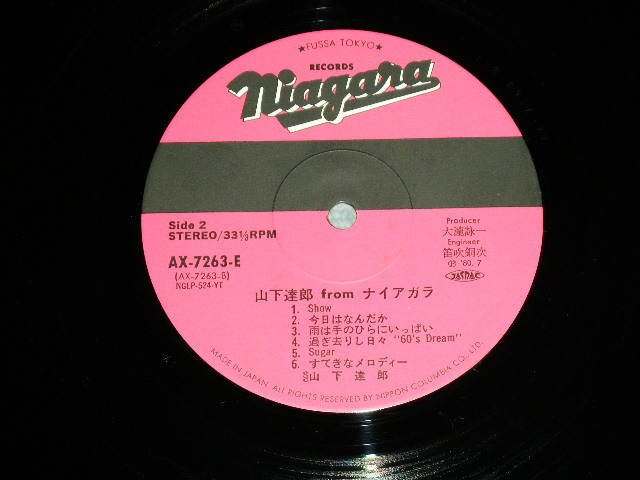 ★FUSSA TOKYO★
RECORDS
Niagara
Side 2
STEREO/33⅓RPM
AX-7263-E
(AX-7263-B)
NGLP-524-YT
Producer
大瀧詠一
Engineer
笛吹銅次
℗ '80.7
JASRAC
山下達郎 from ナイアガラ
1. Show
2. 今日はなんだか
3. 雨は手のひらにいっぱい
4. 過ぎ去りし日々 "60's Dream"
5. Sugar
6. すてきなメロディー
山下達郎
MADE IN JAPAN. ALL RIGHTS RESERVED BY NIPPON COLUMBIA CO., LTD.